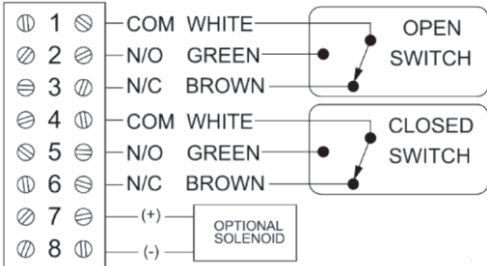 1 COM WHITE
2 N/O GREEN
3 N/C BROWN
OPEN
SWITCH
4 COM WHITE
5 N/O GREEN
6 N/C BROWN
CLOSED
SWITCH
7 (+)
8 (-)
OPTIONAL
SOLENOID